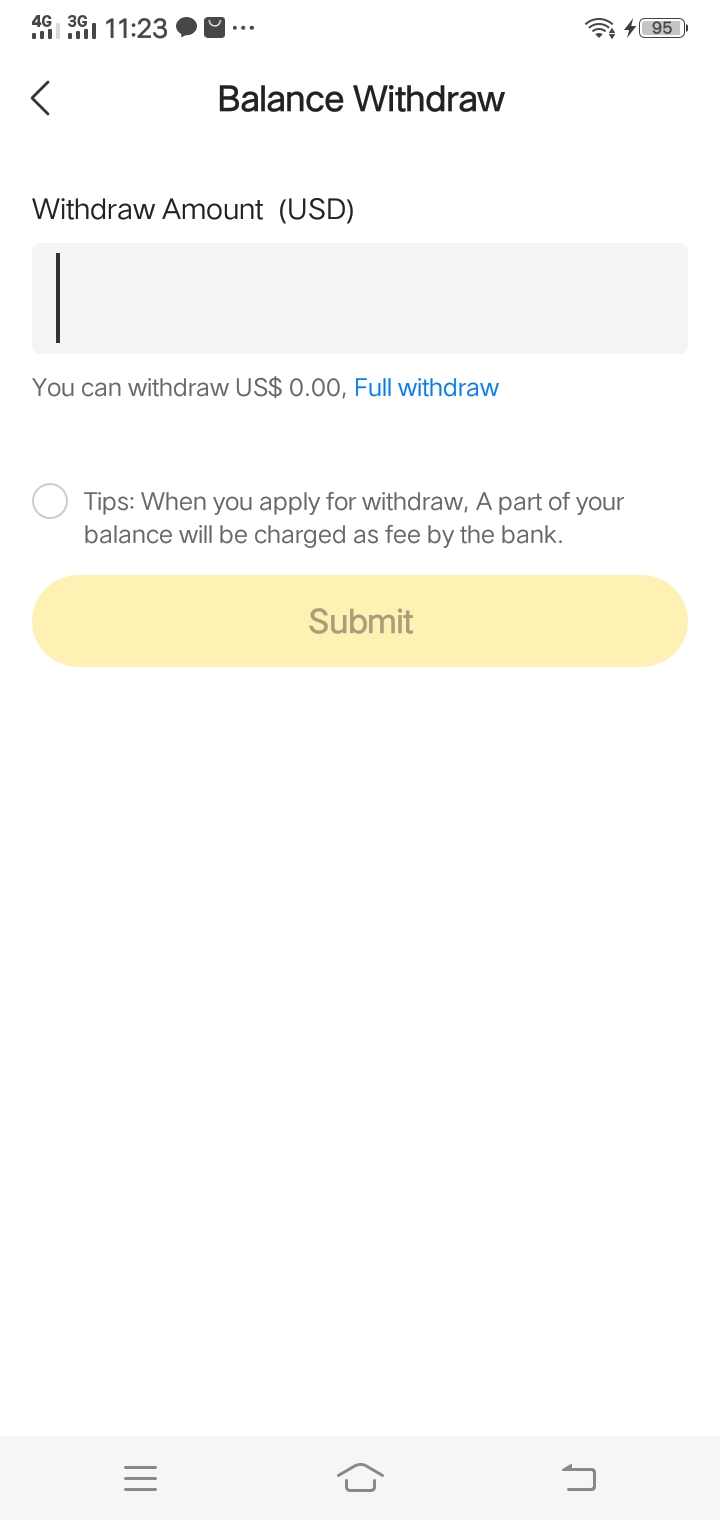 4G 3G 11:23 ... 95
Balance Withdraw
Withdraw Amount (USD)
You can withdraw US$ 0.00, Full withdraw
Tips: When you apply for withdraw, A part of your
balance will be charged as fee by the bank.
Submit